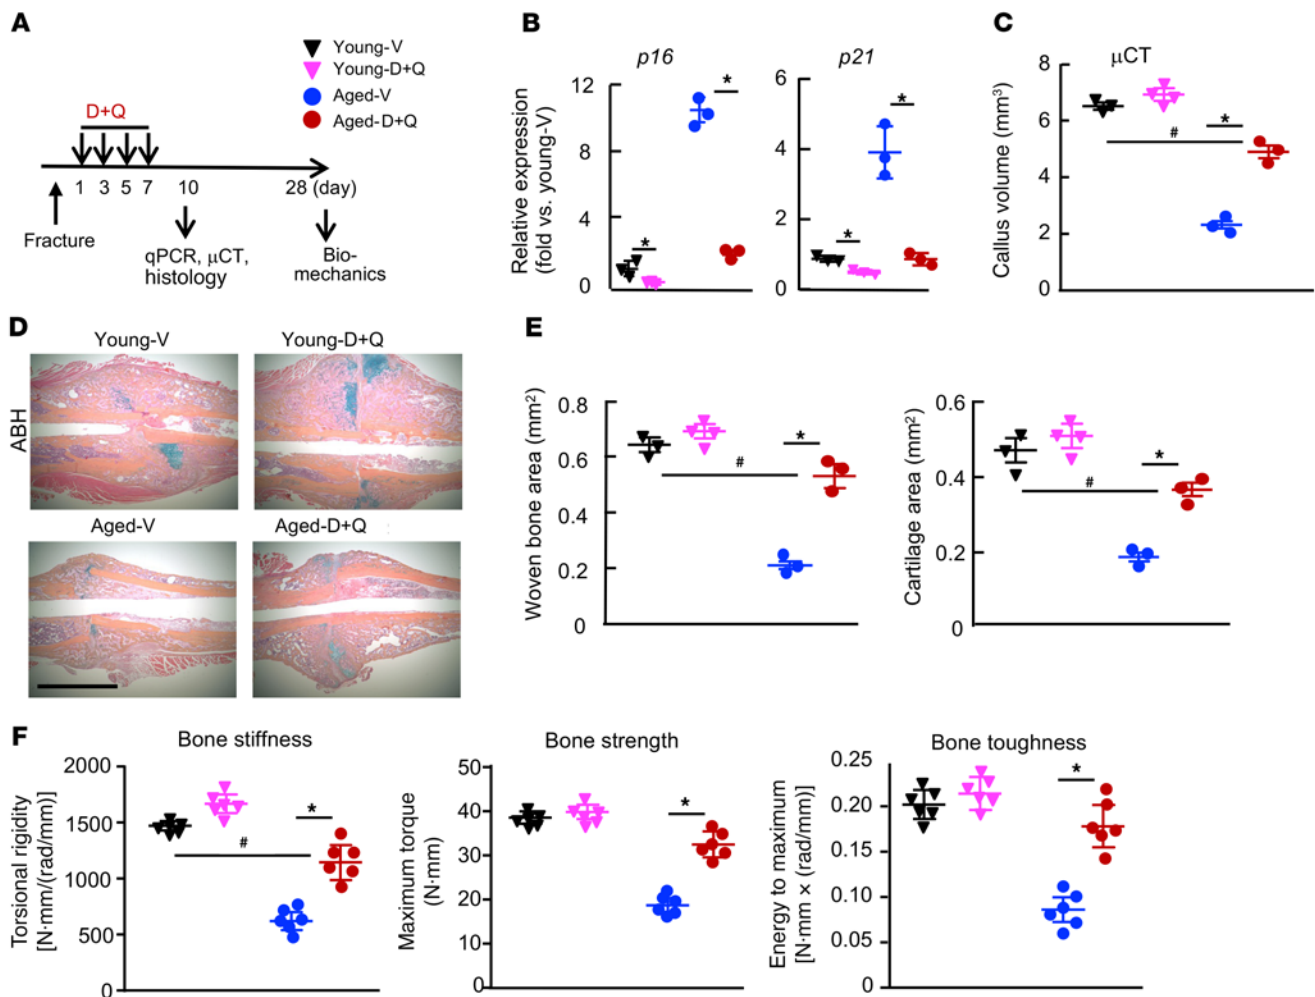 A
Young-V
Young-D+Q
Aged-V
Aged-D+Q
D+Q
1 3 5 7 10 28 (day)
Fracture
qPCR, μCT,
histology
Bio-
mechanics
B
p16
Relative expression
(fold vs. young-V)
12
8
4
0
*
*
p21
6
4
2
0
*
*
C
μCT
Callus volume (mm³)
8
6
4
2
0
*
#
D
Young-V
Young-D+Q
ABH
Aged-V
Aged-D+Q
E
Woven bone area (mm²)
0.8
0.6
0.4
0.2
0
*
#
Cartilage area (mm²)
0.6
0.4
0.2
0
*
#
F
Bone stiffness
Torsional rigidity
[N·mm/(rad/mm)]
2000
1500
1000
500
0
*
#
Bone strength
Maximum torque
(N·mm)
50
40
30
20
10
0
*
Bone toughness
Energy to maximum
[N·mm × (rad/mm)]
0.25
0.20
0.15
0.10
0.05
0
*